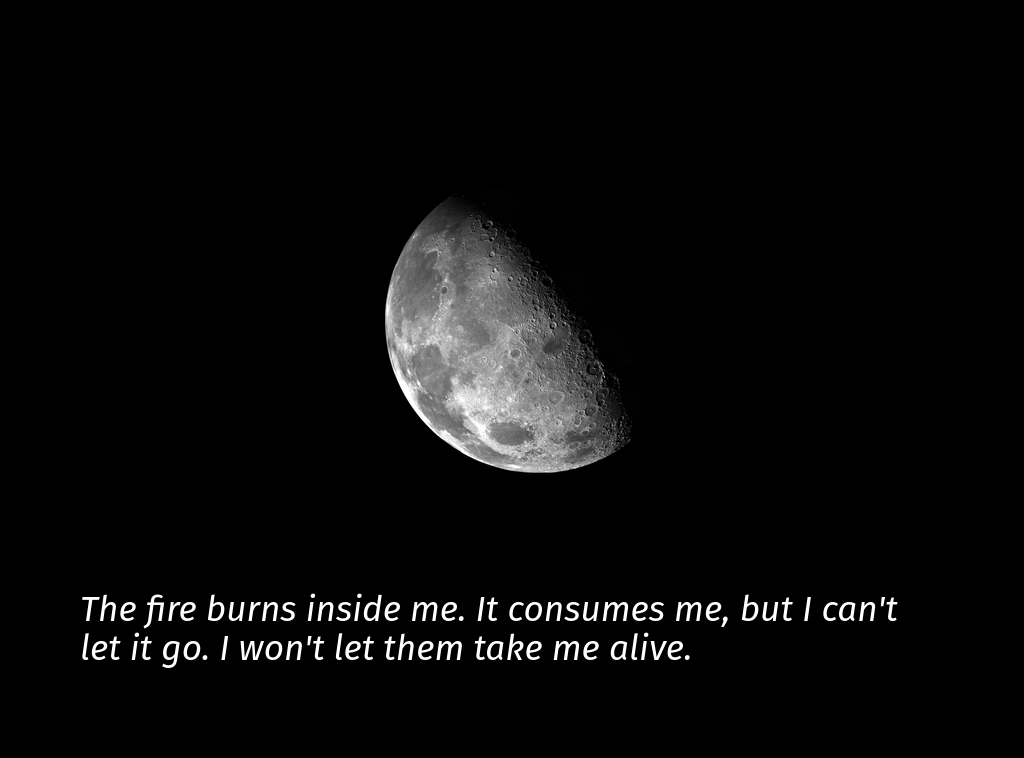 The fire burns inside me. It consumes me, but I can't
let it go. I won't let them take me alive.